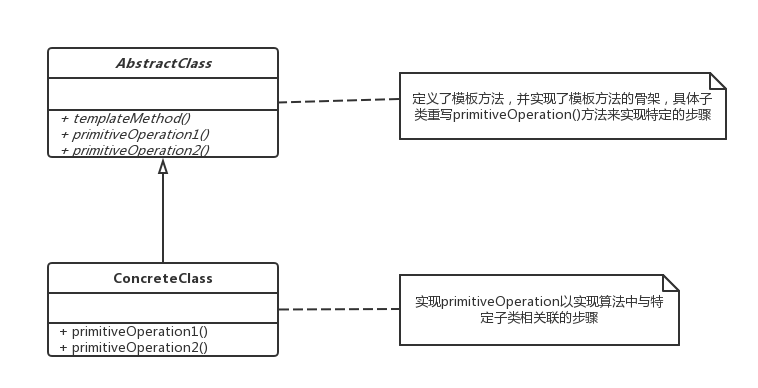 AbstractClass
+ templateMethod()
+ primitiveOperation1()
+ primitiveOperation2()
定义了模板方法，并实现了模板方法的骨架，具体子
类重写primitiveOperation()方法来实现特定的步骤
ConcreteClass
+ primitiveOperation1()
+ primitiveOperation2()
实现primitiveOperation以实现算法中与特
定子类相关联的步骤